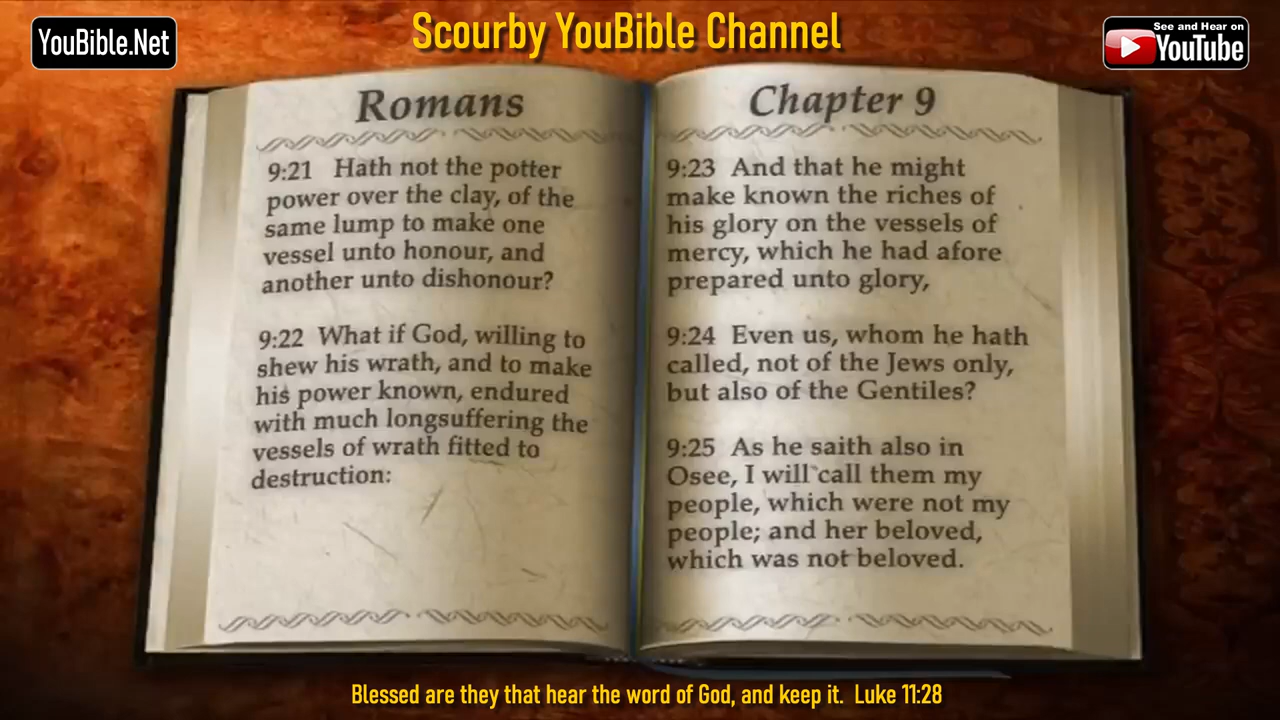 YouBible.Net
Scourby YouBible Channel
See and Hear on
YouTube
Romans
9:21 Hath not the potter
power over the clay, of the
same lump to make one
vessel unto honour, and
another unto dishonour?
9:22 What if God, willing to
shew his wrath, and to make
his power known, endured
with much longsuffering the
vessels of wrath fitted to
destruction:
Chapter 9
9:23 And that he might
make known the riches of
his glory on the vessels of
mercy, which he had afore
prepared unto glory,
9:24 Even us, whom he hath
called, not of the Jews only,
but also of the Gentiles?
9:25 As he saith also in
Osee, I will call them my
people, which were not my
people; and her beloved,
which was not beloved.
Blessed are they that hear the word of God, and keep it. Luke 11:28